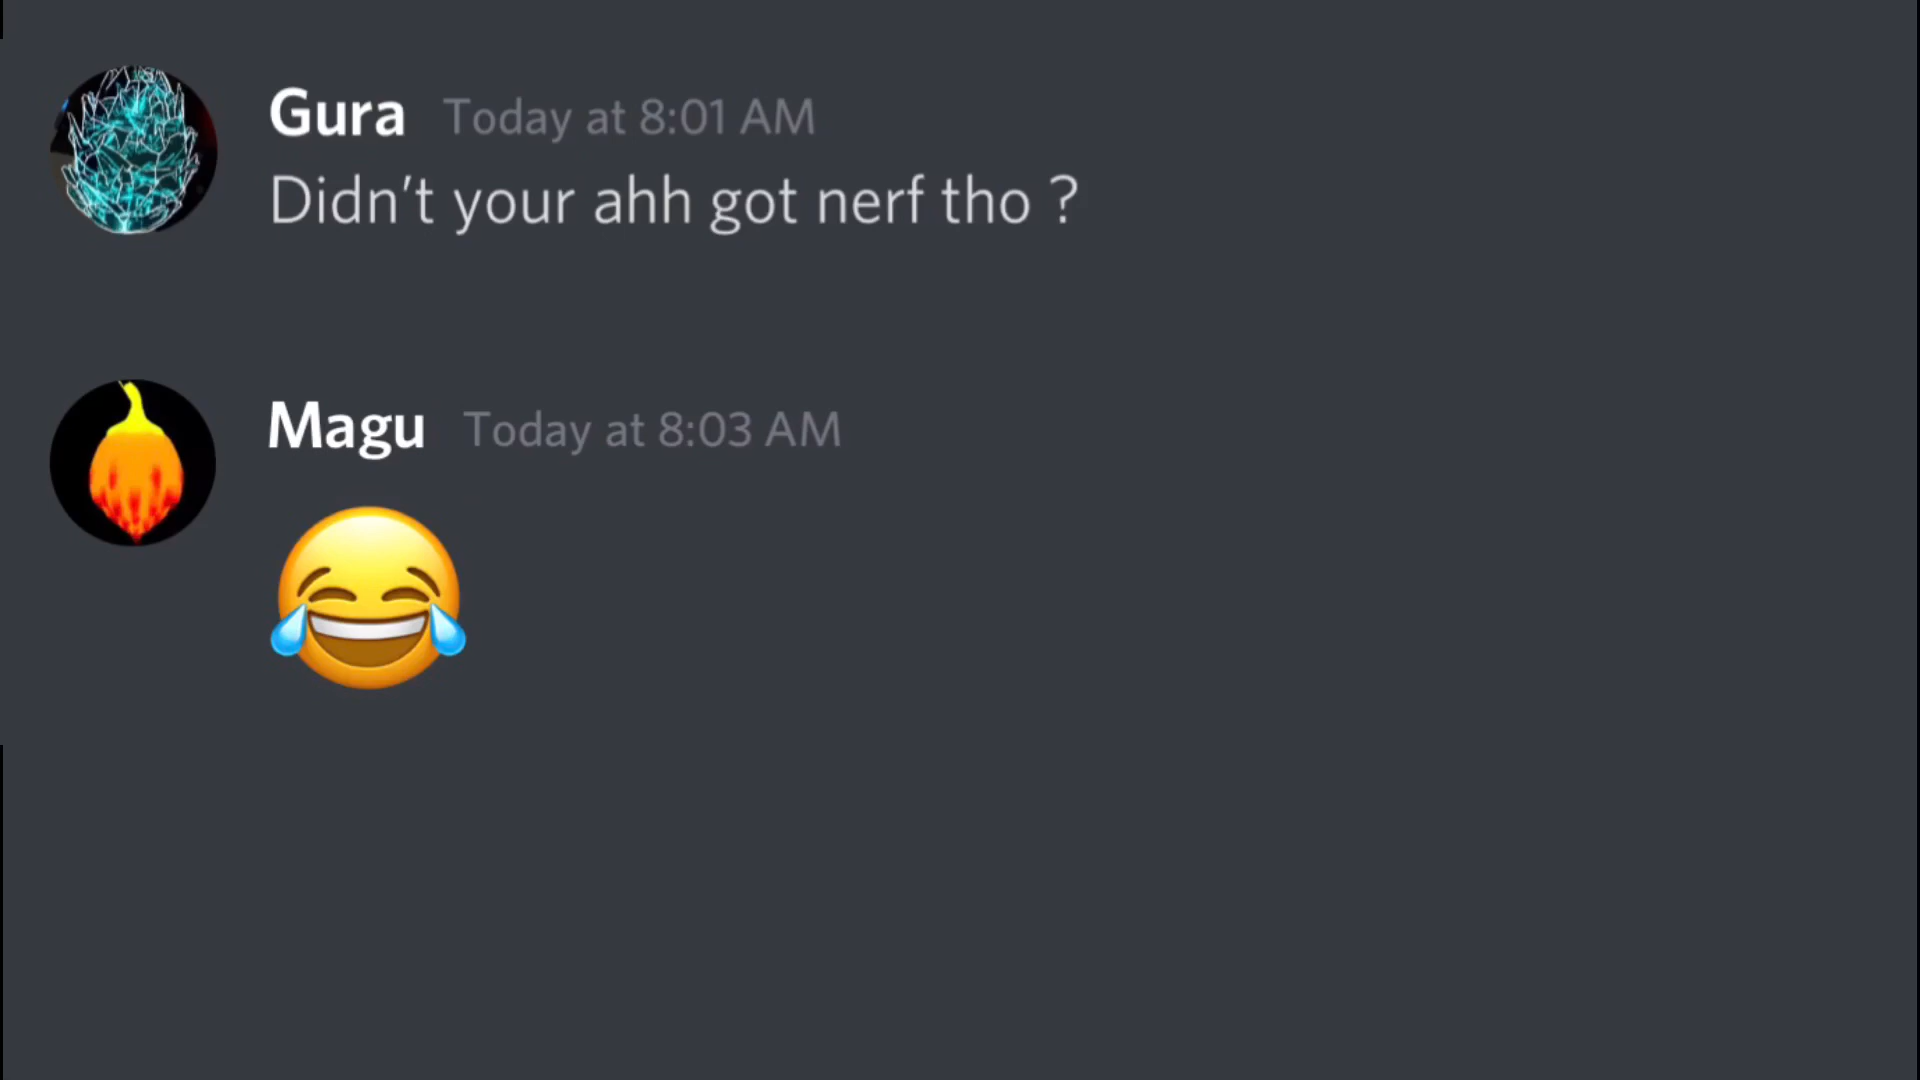 Gura Today at 8:01 AM
Didn't your ahh got nerf tho ?
Magu Today at 8:03 AM
😂